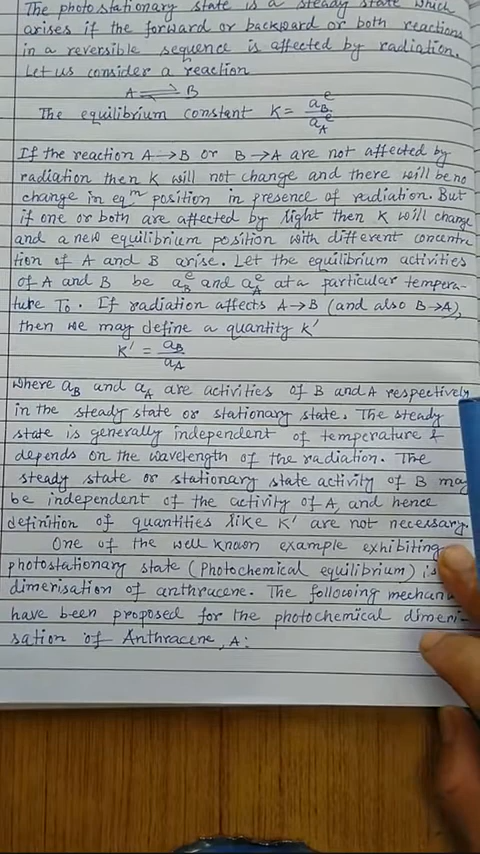 The photostationary state is a steady state which
arises if the forward or backward or both reactions
in a reversible sequence is affected by radiation.
Let us consider a reaction
A ⇌ B
The equilibrium constant K = a_B^e / a_A^e
If the reaction A→B or B→A are not affected by
radiation then K will not change and there will be no
change in eq^m position in presence of radiation. But
if one or both are affected by light then K will change
and a new equilibrium position with different concentra
tion of A and B arise. Let the equilibrium activities
of A and B be a_B^e and a_A^e at a particular tempera-
ture To. If radiation affects A→B (and also B→A),
then we may define a quantity K'
K' = a_B / a_A
where a_B and a_A are activities of B and A respectively
in the steady state or stationary state. The steady
state is generally independent of temperature &
depends on the wavelength of the radiation. The
steady state or stationary state activity of B may
be independent of the activity of A, and hence
definition of quantities like K' are not necessary.
One of the well known example exhibiting
photostationary state (Photochemical equilibrium) is
dimerisation of anthracene. The following mechan
have been proposed for the photochemical dimeri-
sation of Anthracene, A: